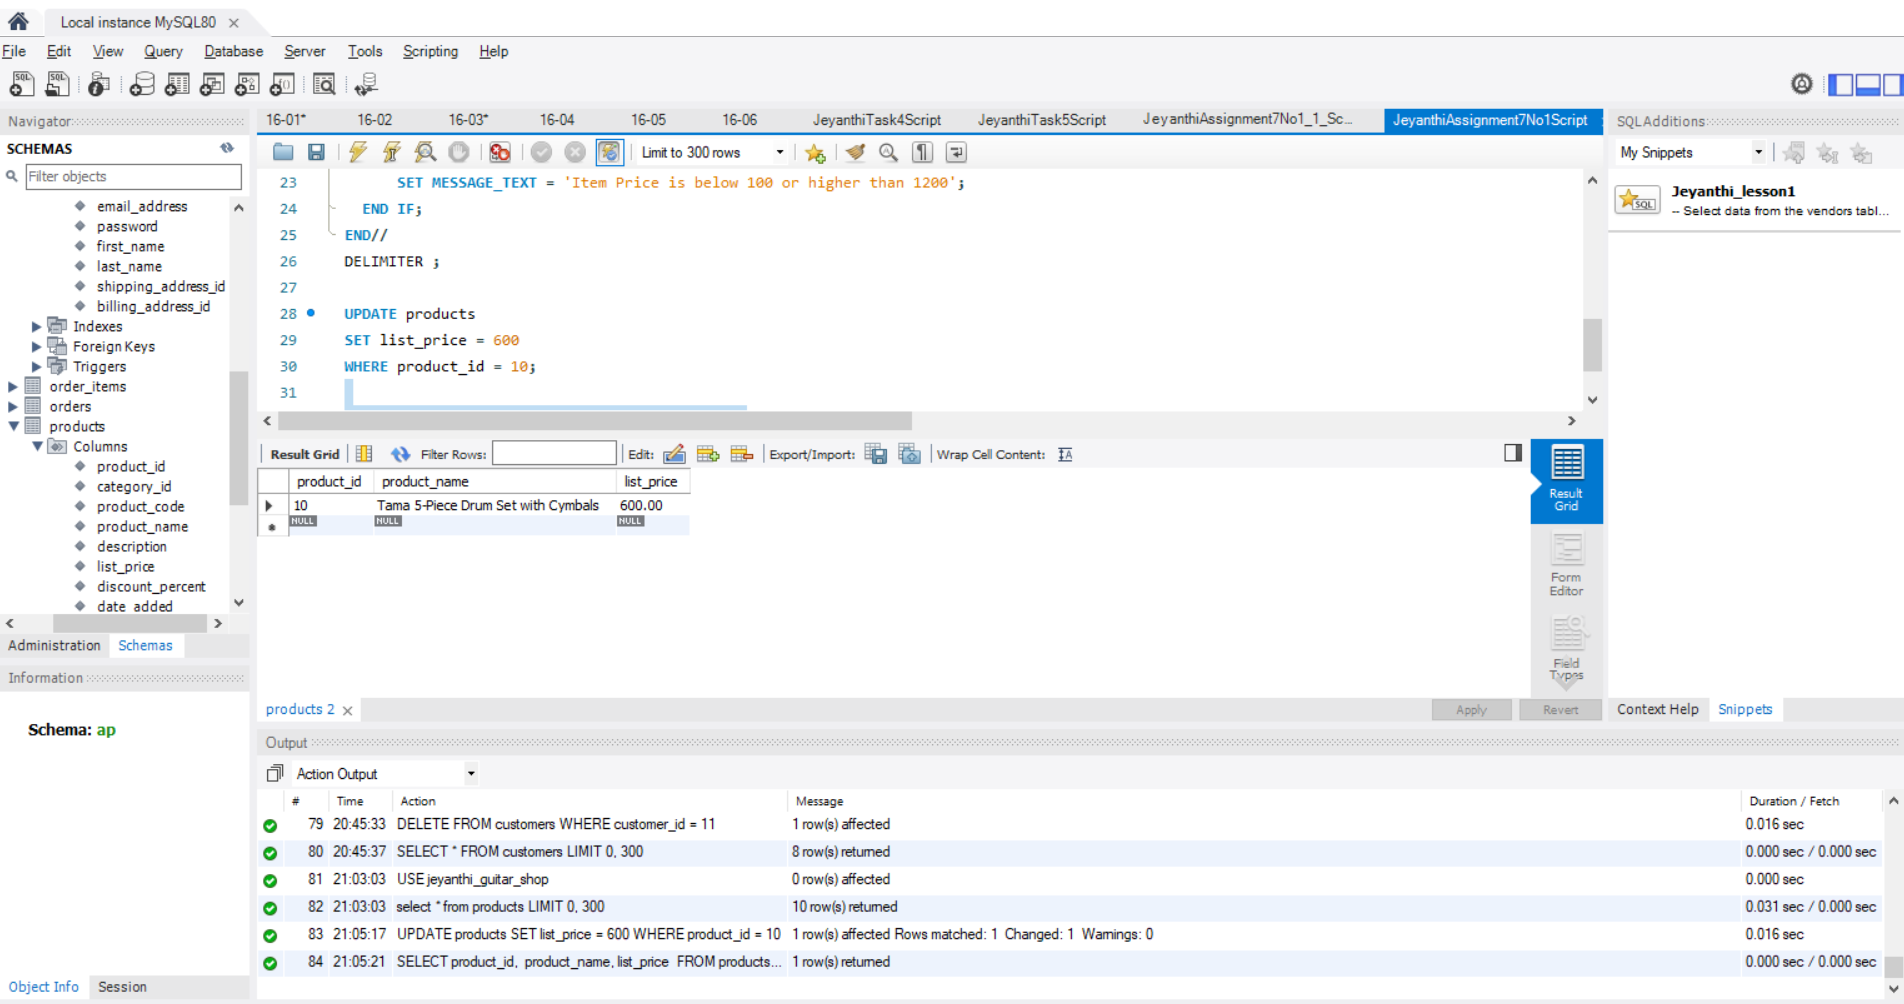 Local instance MySQL80
File Edit View Query Database Server Tools Scripting Help
Navigator
SCHEMAS
Filter objects
email_address
password
first_name
last_name
shipping_address_id
billing_address_id
Indexes
Foreign Keys
Triggers
order_items
orders
products
Columns
product_id
category_id
product_code
product_name
description
list_price
discount_percent
date_added
Administration Schemas
Information
Schema: ap
Object Info Session
16-01* 16-02 16-03* 16-04 16-05 16-06 JeyanthiTask4Script JeyanthiTask5Script JeyanthiAssignment7No1_1_Sc... JeyanthiAssignment7No1Script
Limit to 300 rows
23 SET MESSAGE_TEXT = 'Item Price is below 100 or higher than 1200';
24 END IF;
25 END//
26 DELIMITER ;
27
28 UPDATE products
29 SET list_price = 600
30 WHERE product_id = 10;
31
Result Grid Filter Rows: Edit: Export/Import: Wrap Cell Content:
product_id product_name list_price
10 Tama 5-Piece Drum Set with Cymbals 600.00
NULL NULL NULL
Result Grid
Form Editor
Field Types
products 2 Apply Revert
Output
Action Output
# Time Action Message Duration / Fetch
79 20:45:33 DELETE FROM customers WHERE customer_id = 11 1 row(s) affected 0.016 sec
80 20:45:37 SELECT * FROM customers LIMIT 0, 300 8 row(s) returned 0.000 sec / 0.000 sec
81 21:03:03 USE jeyanthi_guitar_shop 0 row(s) affected 0.000 sec
82 21:03:03 select * from products LIMIT 0, 300 10 row(s) returned 0.031 sec / 0.000 sec
83 21:05:17 UPDATE products SET list_price = 600 WHERE product_id = 10 1 row(s) affected Rows matched: 1 Changed: 1 Warnings: 0 0.016 sec
84 21:05:21 SELECT product_id, product_name, list_price FROM products... 1 row(s) returned 0.000 sec / 0.000 sec
SQLAdditions
My Snippets
SQL
Jeyanthi_lesson1
-- Select data from the vendors tabl...
Context Help Snippets